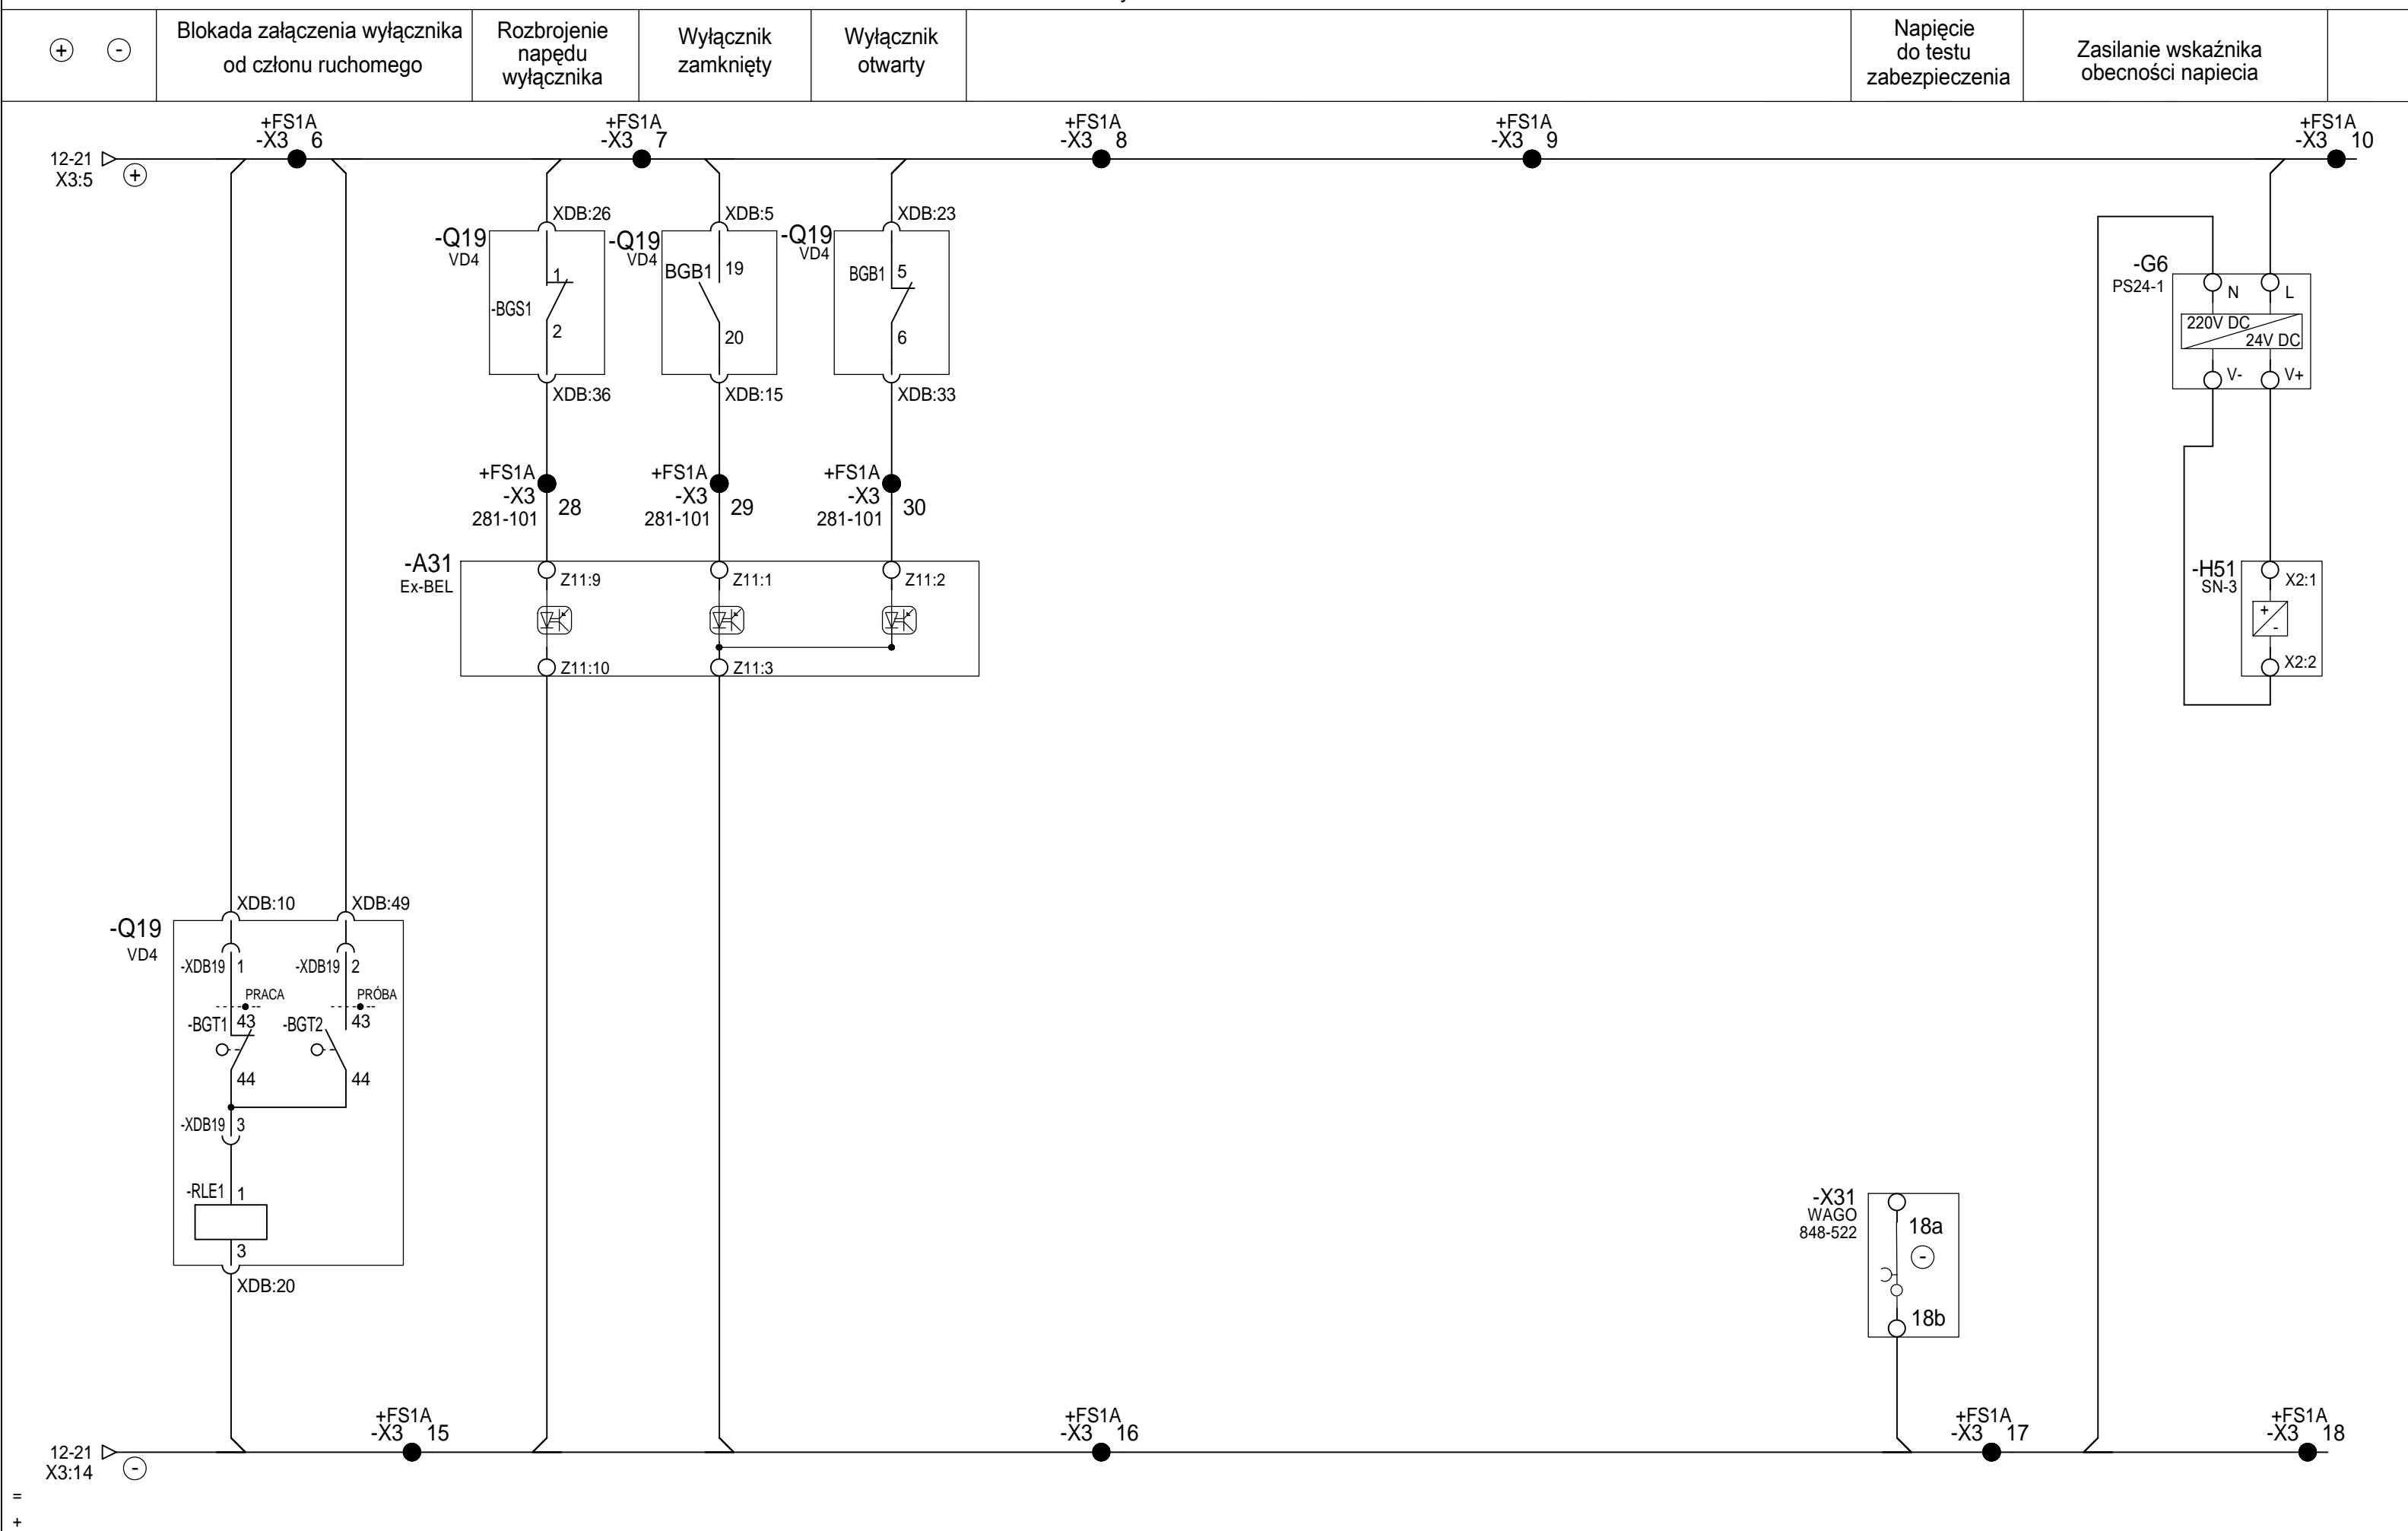 + -
Blokada załączenia wyłącznika
od członu ruchomego
Rozbrojenie
napędu
wyłącznika
Wyłącznik
zamknięty
Wyłącznik
otwarty
Napięcie
do testu
zabezpieczenia
Zasilanie wskaźnika
obecności napiecia
12-21
X3:5
+
+FS1A
-X3 6
+FS1A
-X3 7
+FS1A
-X3 8
+FS1A
-X3 9
+FS1A
-X3 10
XDB:26
-Q19
VD4
1
-BGS1
2
XDB:36
XDB:5
-Q19
VD4
BGB1 19
20
XDB:15
XDB:23
-Q19
VD4
BGB1 5
6
XDB:33
+FS1A
-X3
281-101
28
+FS1A
-X3
281-101
29
+FS1A
-X3
281-101
30
-A31
Ex-BEL
Z11:9
Z11:1
Z11:2
Z11:10
Z11:3
-G6
PS24-1
N L
220V DC
24V DC
V- V+
-H51
SN-3
X2:1
+
-
X2:2
XDB:10
XDB:49
-Q19
VD4
-XDB19 1
-XDB19 2
PRACA
PRÓBA
-BGT1 43
-BGT2 43
44
44
-XDB19 3
-RLE1 1
3
XDB:20
-X31
WAGO
848-522
18a
-
18b
12-21
X3:14
-
+FS1A
-X3 15
+FS1A
-X3 16
+FS1A
-X3 17
+FS1A
-X3 18
=
+